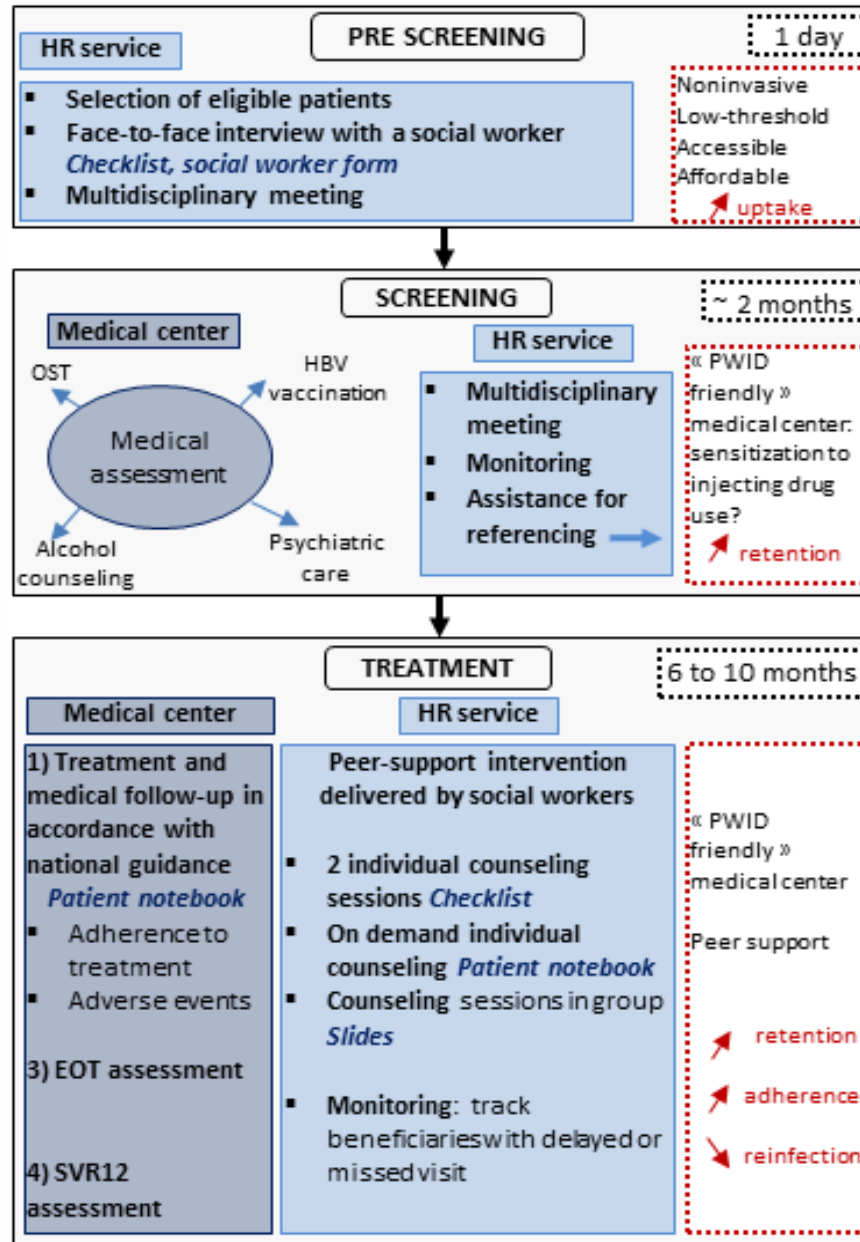 PRE SCREENING
1 day
HR service
▪ Selection of eligible patients
▪ Face-to-face interview with a social worker
Checklist, social worker form
▪ Multidisciplinary meeting
Noninvasive
Low-threshold
Accessible
Affordable
uptake
SCREENING
~ 2 months
Medical center
OST
HBV
vaccination
Medical
assessment
Alcohol
counseling
Psychiatric
care
HR service
▪ Multidisciplinary
meeting
▪ Monitoring
▪ Assistance for
referencing
« PWID
friendly »
medical center:
sensitization to
injecting drug
use?
retention
TREATMENT
6 to 10 months
Medical center
1) Treatment and
medical follow-up in
accordance with
national guidance
Patient notebook
▪ Adherence to
treatment
▪ Adverse events
3) EOT assessment
4) SVR12
assessment
HR service
Peer-support intervention
delivered by social workers
▪ 2 individual counseling
sessions Checklist
▪ On demand individual
counseling Patient notebook
▪ Counseling sessions in group
Slides
▪ Monitoring: track
beneficiaries with delayed or
missed visit
« PWID
friendly »
medical center
Peer support
retention
adherence
reinfection